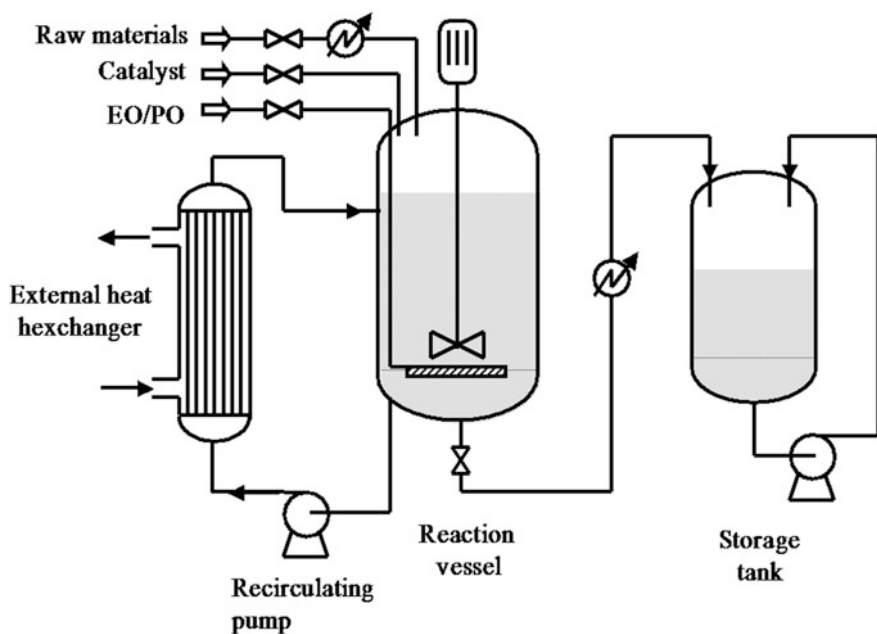 Raw materials
Catalyst
EO/PO
External heat
hexchanger
Recirculating
pump
Reaction
vessel
Storage
tank